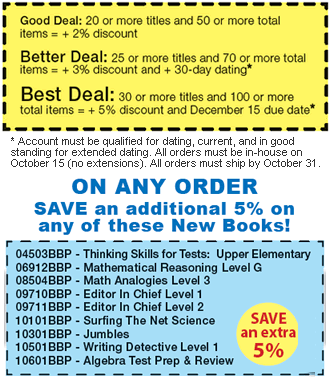 Good Deal: 20 or more titles and 50 or more total
items = + 2% discount
Better Deal: 25 or more titles and 70 or more total
items = + 3% discount and + 30-day dating*
Best Deal: 30 or more titles and 100 or more
total items = + 5% discount and December 15 due date*
* Account must be qualified for dating, current, and in good
standing for extended dating. All orders must be in-house on
October 15 (no extensions). All orders must ship by October 31.
ON ANY ORDER
SAVE an additional 5% on
any of these New Books!
04503BBP - Thinking Skills for Tests: Upper Elementary
06912BBP - Mathematical Reasoning Level G
08504BBP - Math Analogies Level 3
09710BBP - Editor In Chief Level 1
09711BBP - Editor In Chief Level 2
10101BBP - Surfing The Net Science
10301BBP - Jumbles
10501BBP - Writing Detective Level 1
10601BBP - Algebra Test Prep & Review
SAVE
an extra
5%